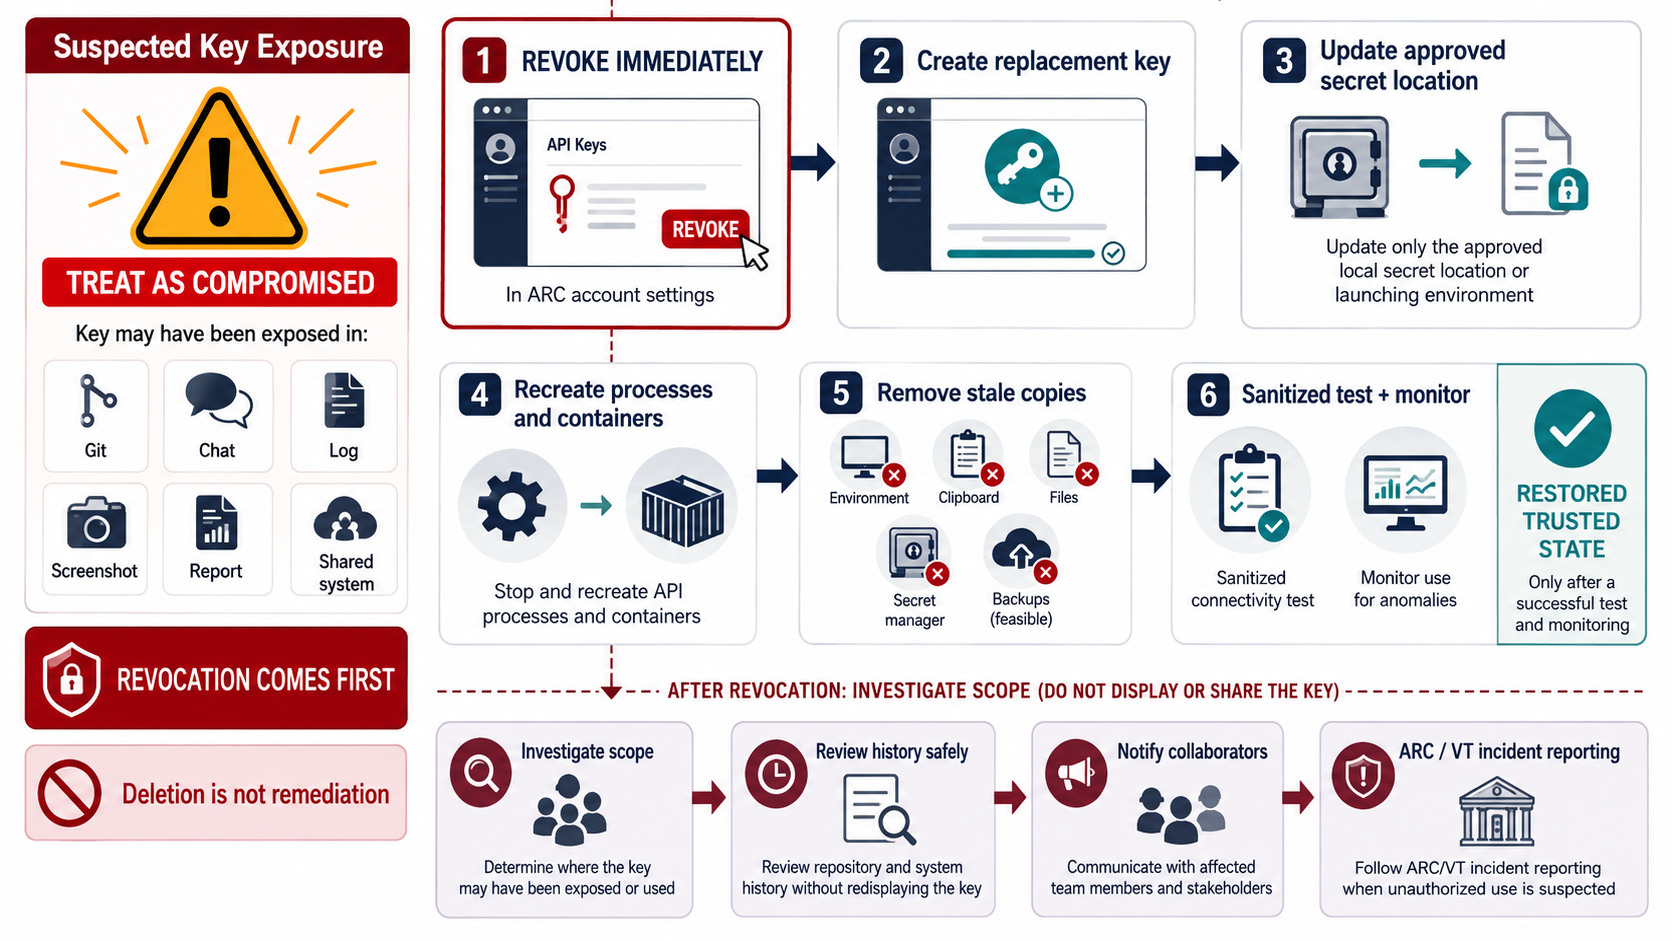 Suspected Key Exposure
TREAT AS COMPROMISED
Key may have been exposed in:
Git
Chat
Log
Screenshot
Report
Shared
system
REVOCATION COMES FIRST
Deletion is not remediation
1 REVOKE IMMEDIATELY
API Keys
REVOKE
In ARC account settings
2 Create replacement key
3 Update approved
secret location
Update only the approved
local secret location or
launching environment
4 Recreate processes
and containers
Stop and recreate API
processes and containers
5 Remove stale copies
Environment
Clipboard
Files
Secret
manager
Backups
(feasible)
6 Sanitized test + monitor
Sanitized
connectivity test
Monitor use
for anomalies
RESTORED
TRUSTED
STATE
Only after a
successful test
and monitoring
AFTER REVOCATION: INVESTIGATE SCOPE (DO NOT DISPLAY OR SHARE THE KEY)
Investigate scope
Determine where the key
may have been exposed or used
Review history safely
Review repository and system
history without redisplaying the key
Notify collaborators
Communicate with affected
team members and stakeholders
ARC / VT incident reporting
Follow ARC/VT incident reporting
when unauthorized use is suspected